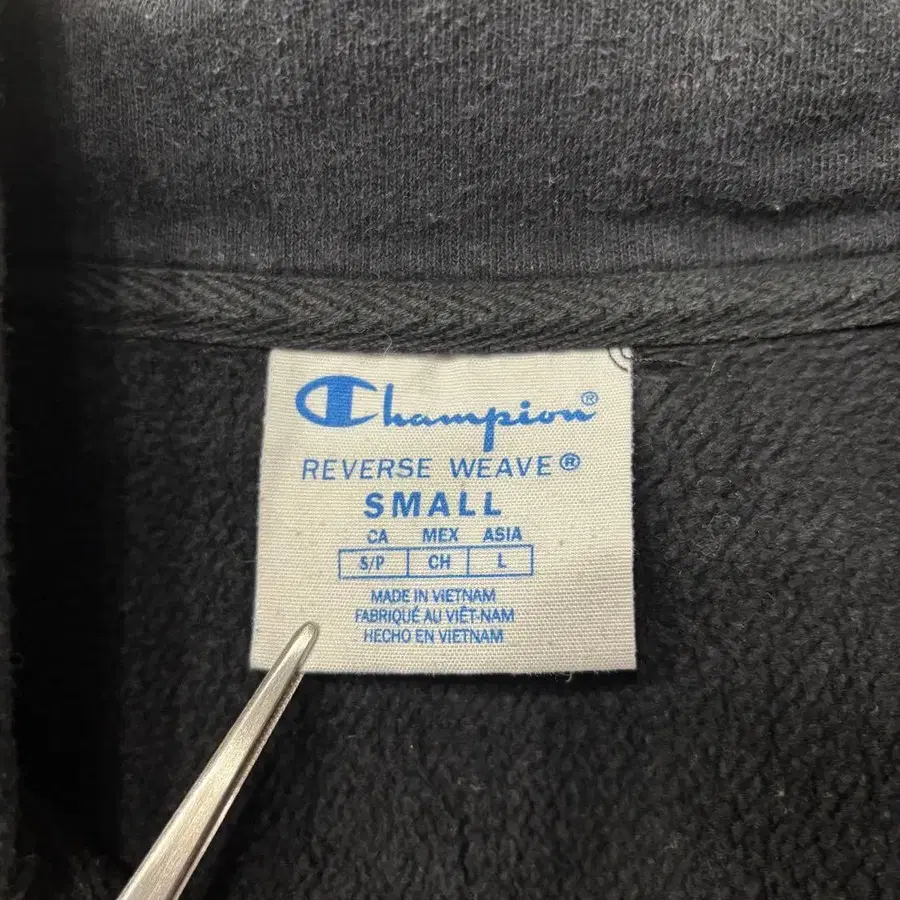 Champion®
REVERSE WEAVE®
SMALL
CA MEX ASIA
S/P CH L
MADE IN VIETNAM
FABRIQUÉ AU VIÊT-NAM
HECHO EN VIETNAM